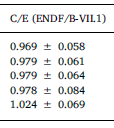 C/E (ENDF/B-VII.1)
0.969 ± 0.058
0.979 ± 0.061
0.979 ± 0.064
0.978 ± 0.084
1.024 ± 0.069